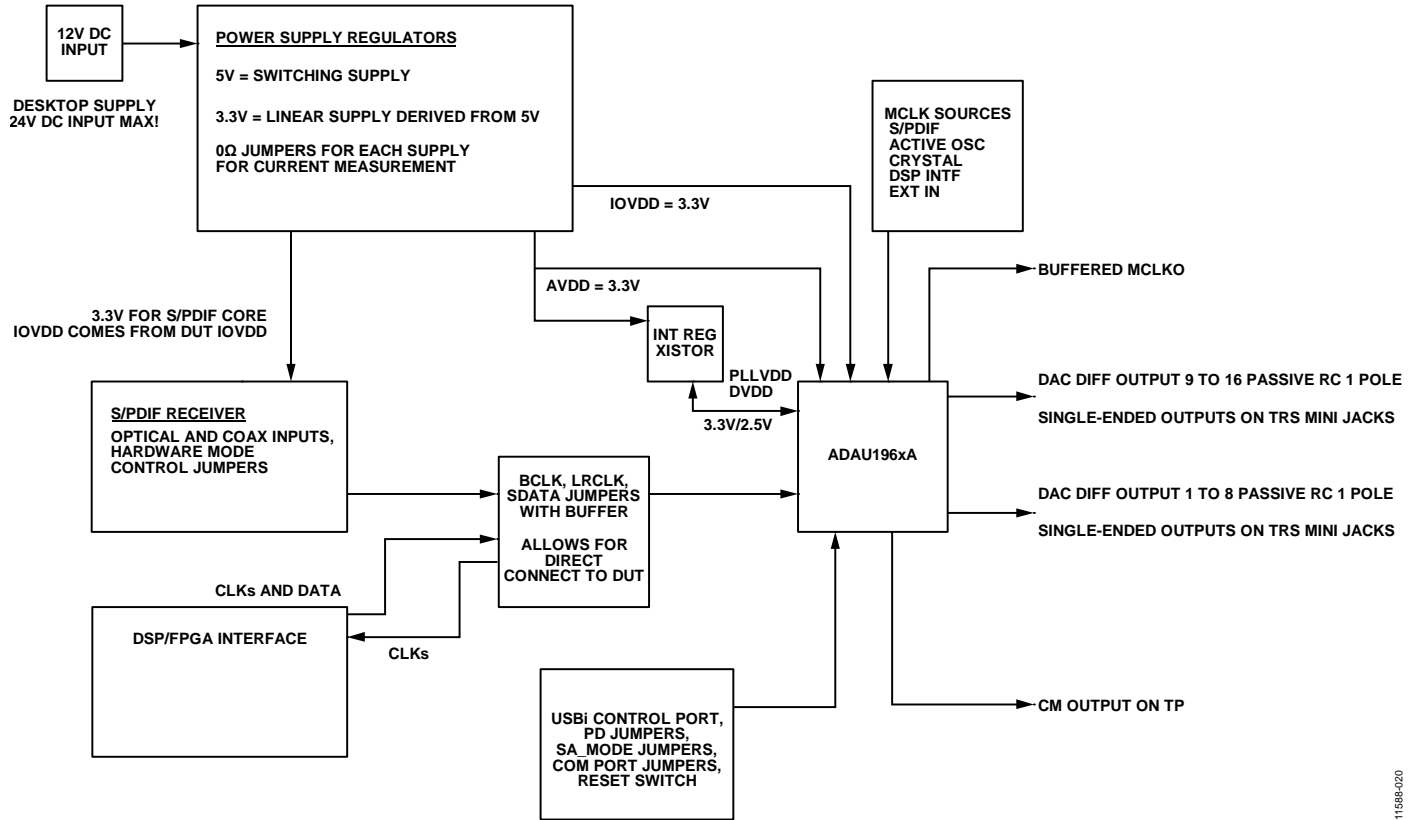 12V DC
INPUT
DESKTOP SUPPLY
24V DC INPUT MAX!
POWER SUPPLY REGULATORS
5V = SWITCHING SUPPLY
3.3V = LINEAR SUPPLY DERIVED FROM 5V
0Ω JUMPERS FOR EACH SUPPLY
FOR CURRENT MEASUREMENT
MCLK SOURCES
S/PDIF
ACTIVE OSC
CRYSTAL
DSP INTF
EXT IN
IOVDD = 3.3V
BUFFERED MCLKO
AVDD = 3.3V
3.3V FOR S/PDIF CORE
IOVDD COMES FROM DUT IOVDD
INT REG
XISTOR
PLLVDD
DVDD
3.3V/2.5V
S/PDIF RECEIVER
OPTICAL AND COAX INPUTS,
HARDWARE MODE
CONTROL JUMPERS
ADAU196xA
DAC DIFF OUTPUT 9 TO 16 PASSIVE RC 1 POLE
SINGLE-ENDED OUTPUTS ON TRS MINI JACKS
BCLK, LRCLK,
SDATA JUMPERS
WITH BUFFER
ALLOWS FOR
DIRECT
CONNECT TO DUT
DAC DIFF OUTPUT 1 TO 8 PASSIVE RC 1 POLE
SINGLE-ENDED OUTPUTS ON TRS MINI JACKS
CLKs AND DATA
DSP/FPGA INTERFACE
CLKs
USBi CONTROL PORT,
PD JUMPERS,
SA_MODE JUMPERS,
COM PORT JUMPERS,
RESET SWITCH
CM OUTPUT ON TP
11588-020